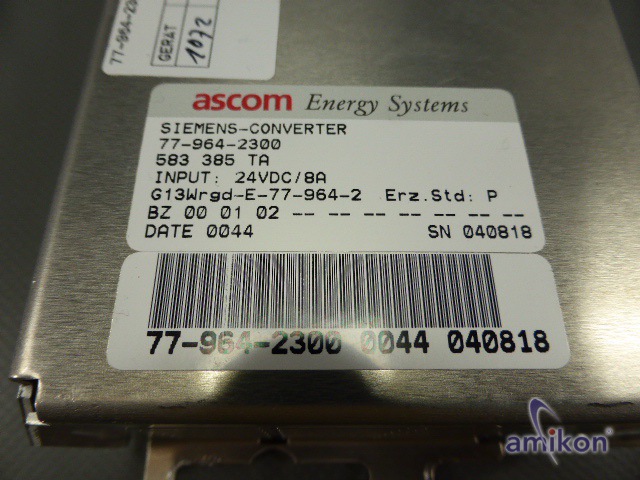 77-964-23
GERÄT
1072
ascom Energy Systems
SIEMENS-CONVERTER
77-964-2300
583 385 TA
INPUT: 24VDC/8A
G13Wrgd-E-77-964-2 Erz.Std: P
BZ 00 01 02 -- -- -- -- -- -- -- -- --
DATE 0044 SN 040818
77-964-2300 0044 040818
amikon